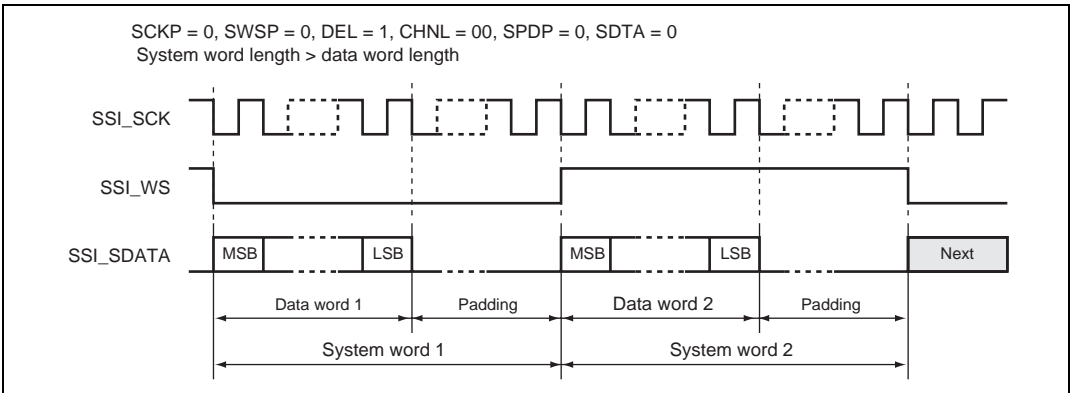 SCKP = 0, SWSP = 0, DEL = 1, CHNL = 00, SPDP = 0, SDTA = 0
System word length > data word length
SSI_SCK
SSI_WS
SSI_SDATA
MSB
LSB
MSB
LSB
Next
Data word 1
Padding
Data word 2
Padding
System word 1
System word 2